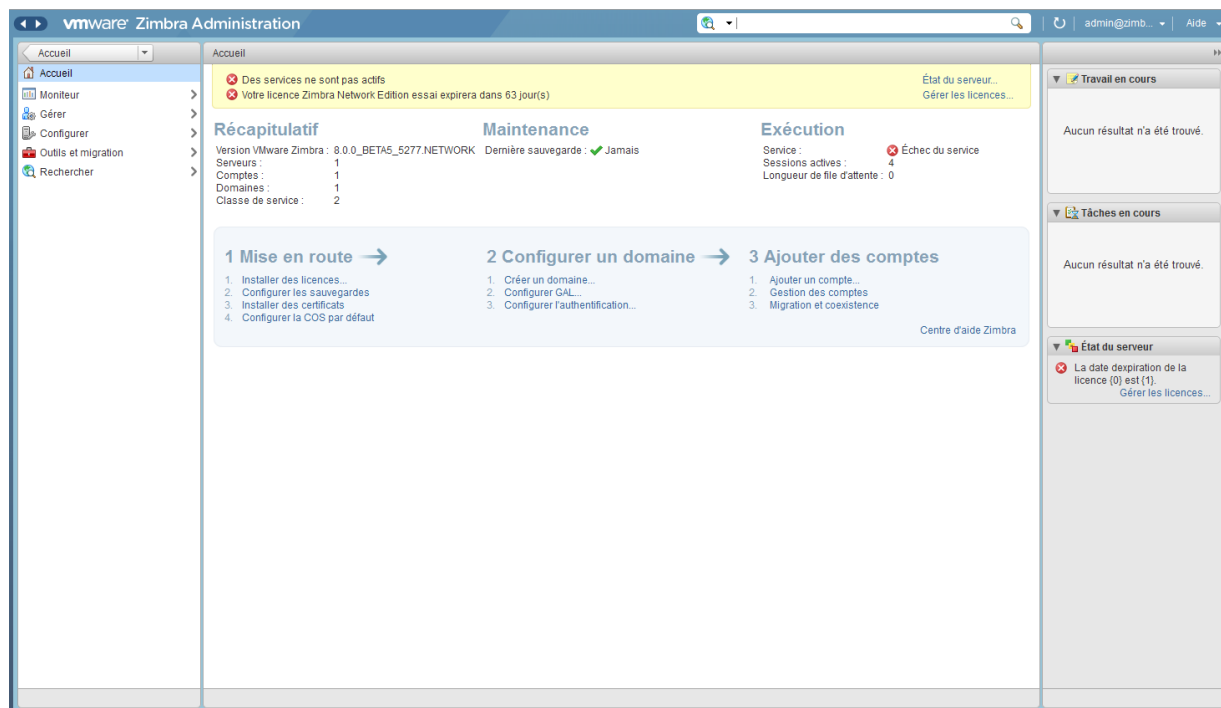 vmware Zimbra Administration
admin@zimb...
Aide
Accueil
Accueil
Moniteur
Gérer
Configurer
Outils et migration
Rechercher
Accueil
Des services ne sont pas actifs
État du serveur...
Votre licence Zimbra Network Edition essai expirera dans 63 jour(s)
Gérer les licences...
Récapitulatif
Version VMware Zimbra : 8.0.0_BETA5_5277.NETWORK
Serveurs : 1
Comptes : 1
Domaines : 1
Classe de service : 2
Maintenance
Dernière sauvegarde : Jamais
Exécution
Service : Échec du service
Sessions actives : 4
Longueur de file d'attente : 0
1 Mise en route
1. Installer des licences...
2. Configurer les sauvegardes
3. Installer des certificats
4. Configurer la COS par défaut
2 Configurer un domaine
1. Créer un domaine...
2. Configurer GAL...
3. Configurer l'authentification...
3 Ajouter des comptes
1. Ajouter un compte...
2. Gestion des comptes
3. Migration et coexistence
Centre d'aide Zimbra
Travail en cours
Aucun résultat n'a été trouvé.
Tâches en cours
Aucun résultat n'a été trouvé.
État du serveur
La date dexpiration de la
licence {0} est {1}.
Gérer les licences...